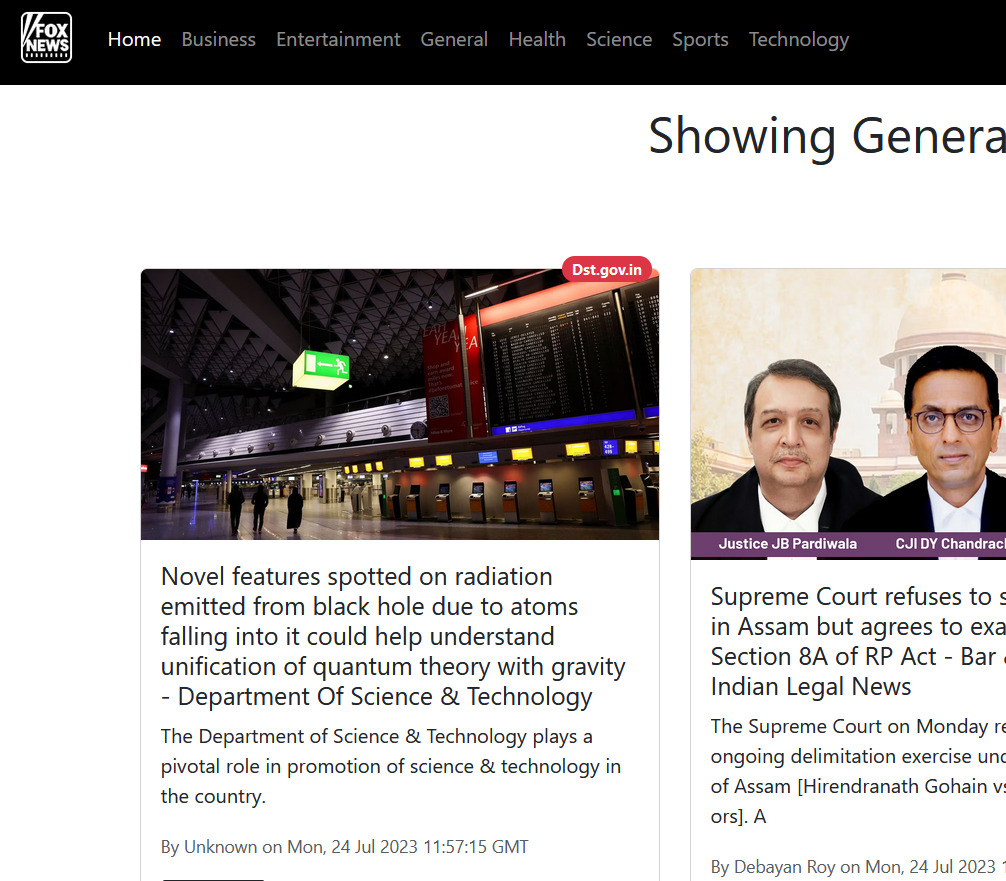 FOX
NEWS
Home Business Entertainment General Health Science Sports Technology
Showing Genera
Dst.gov.in
YEA
Justice JB Pardiwala CJI DY Chandrac
Novel features spotted on radiation
emitted from black hole due to atoms
falling into it could help understand
unification of quantum theory with gravity
- Department Of Science & Technology
The Department of Science & Technology plays a
pivotal role in promotion of science & technology in
the country.
By Unknown on Mon, 24 Jul 2023 11:57:15 GMT
Supreme Court refuses to s
in Assam but agrees to exa
Section 8A of RP Act - Bar &
Indian Legal News
The Supreme Court on Monday re
ongoing delimitation exercise und
of Assam [Hirendranath Gohain vs
ors]. A
By Debayan Roy on Mon, 24 Jul 2023 1